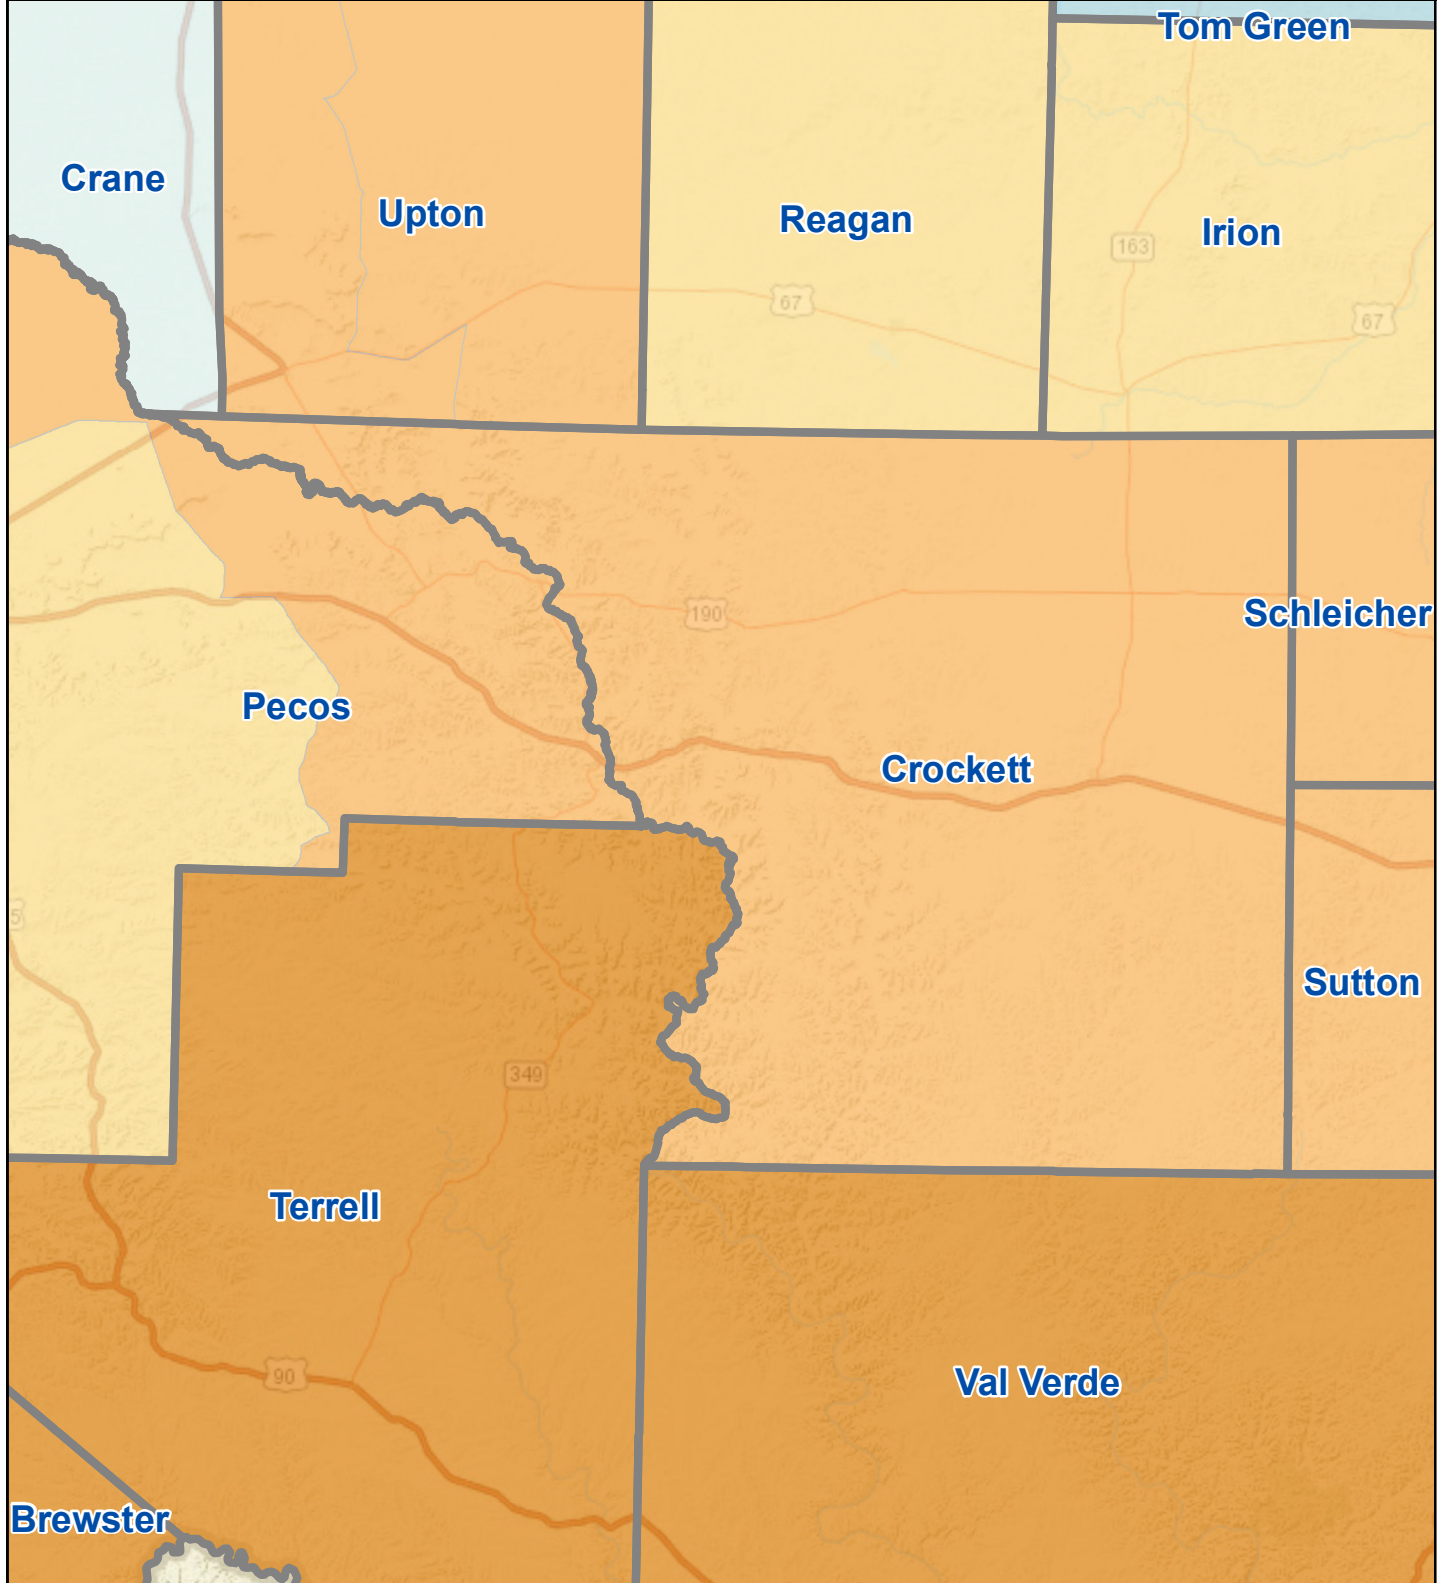 Tom Green
Crane
Upton
Reagan
Irion
163
67
67
190
Schleicher
Pecos
Crockett
5
Sutton
349
Terrell
90
Val Verde
Brewster